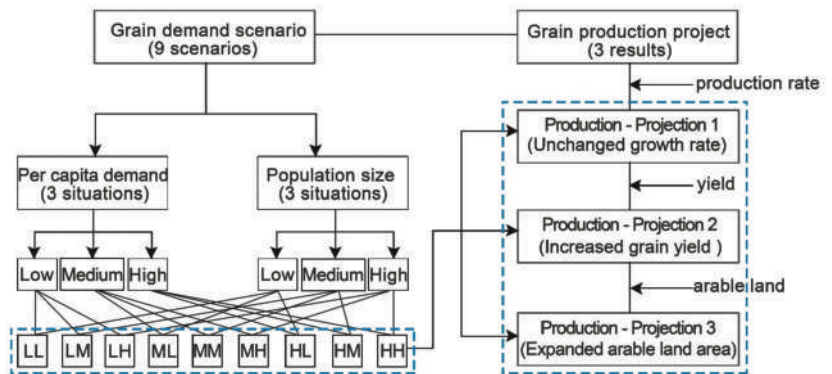 Grain demand scenario
(9 scenarios)
Grain production project
(3 results)
production rate
Production - Projection 1
(Unchanged growth rate)
Per capita demand
(3 situations)
Population size
(3 situations)
yield
Production - Projection 2
(Increased grain yield )
Low
Medium
High
Low
Medium
High
arable land
Production - Projection 3
(Expanded arable land area)
LL
LM
LH
ML
MM
MH
HL
HM
HH